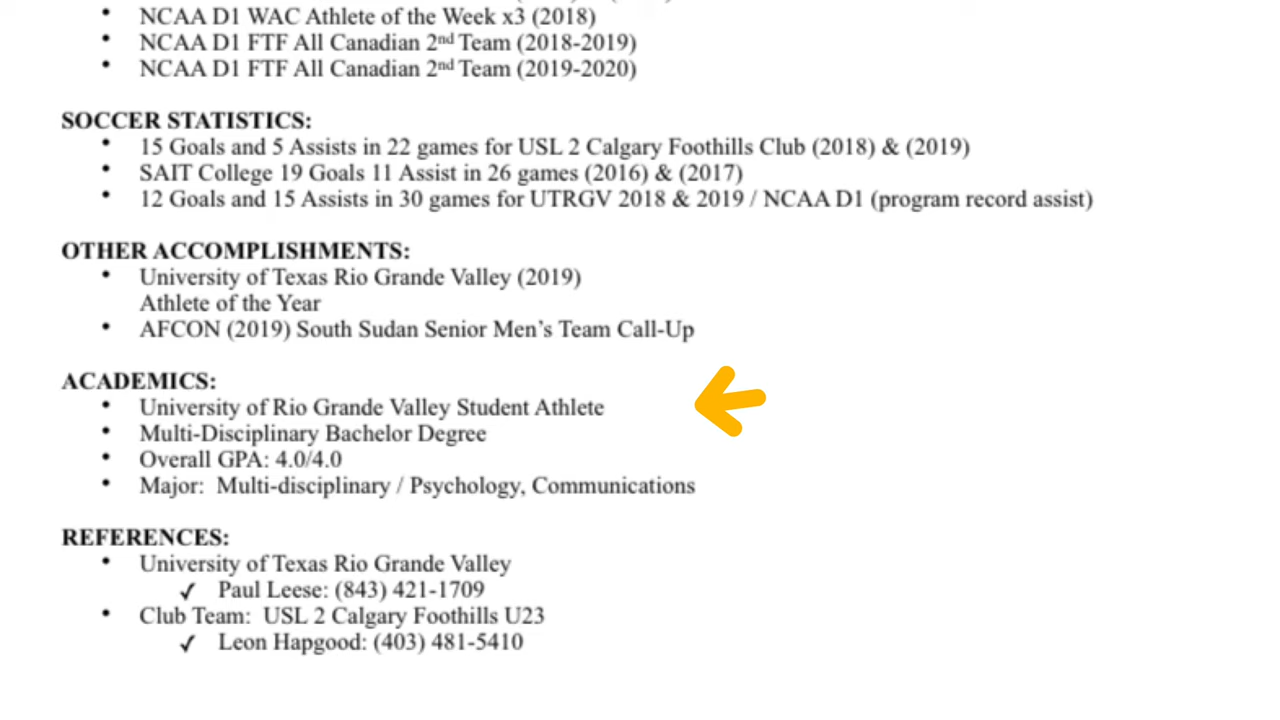 • NCAA D1 WAC Athlete of the Week x3 (2018)
• NCAA D1 FTF All Canadian 2nd Team (2018-2019)
• NCAA D1 FTF All Canadian 2nd Team (2019-2020)
SOCCER STATISTICS:
• 15 Goals and 5 Assists in 22 games for USL 2 Calgary Foothills Club (2018) & (2019)
• SAIT College 19 Goals 11 Assist in 26 games (2016) & (2017)
• 12 Goals and 15 Assists in 30 games for UTRGV 2018 & 2019 / NCAA D1 (program record assist)
OTHER ACCOMPLISHMENTS:
• University of Texas Rio Grande Valley (2019)
Athlete of the Year
• AFCON (2019) South Sudan Senior Men's Team Call-Up
ACADEMICS:
• University of Rio Grande Valley Student Athlete
• Multi-Disciplinary Bachelor Degree
• Overall GPA: 4.0/4.0
• Major: Multi-disciplinary / Psychology, Communications
REFERENCES:
• University of Texas Rio Grande Valley
✓ Paul Leese: (843) 421-1709
• Club Team: USL 2 Calgary Foothills U23
✓ Leon Hapgood: (403) 481-5410